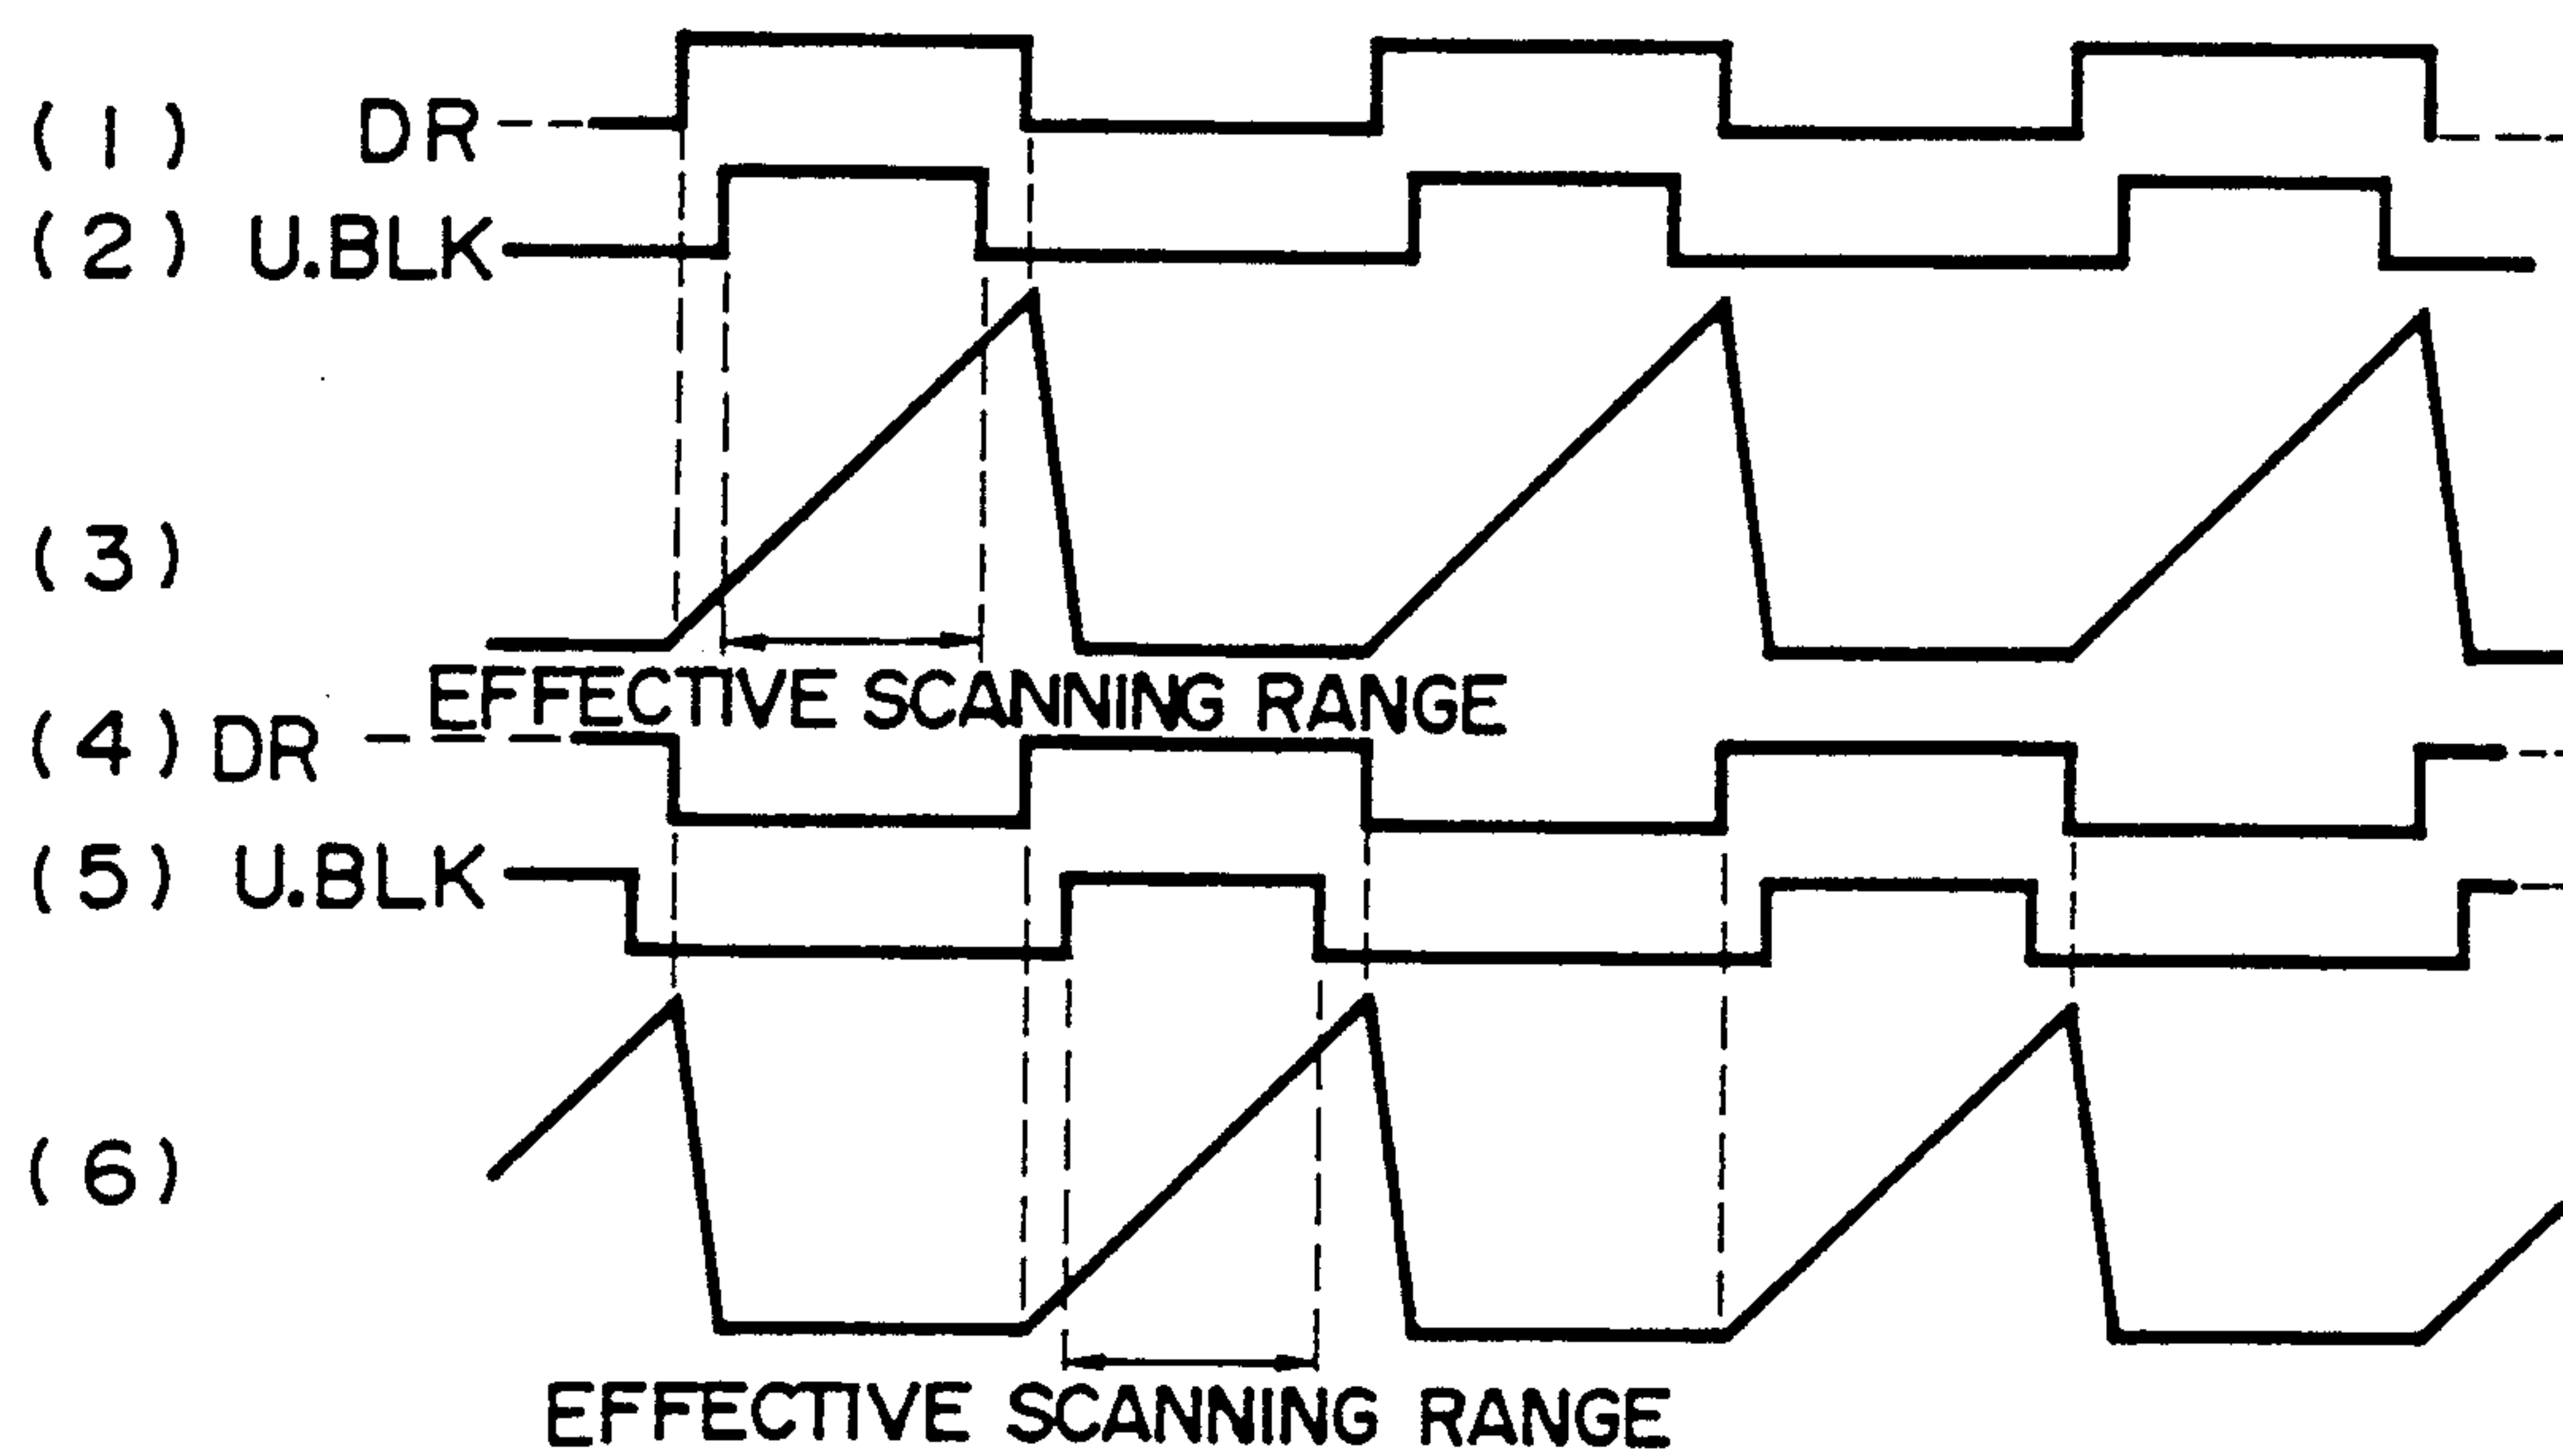 (1) DR
(2) U.BLK
(3)
EFFECTIVE SCANNING RANGE
(4) DR
(5) U.BLK
(6)
EFFECTIVE SCANNING RANGE